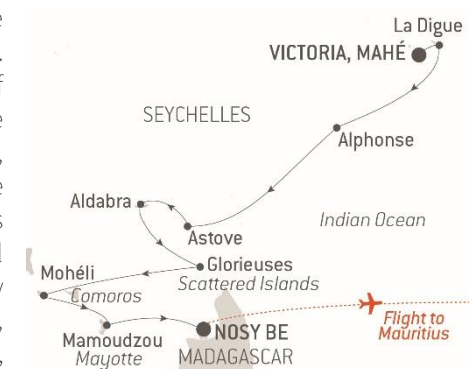 La Digue
VICTORIA, MAHÉ
SEYCHELLES
Alphonse
Aldabra
Indian Ocean
Astove
Glorieuses
Scattered Islands
Mohéli
Comoros
Flight to
Mauritius
NOSY BE
Mamoudzou
Mayotte
MADAGASCAR